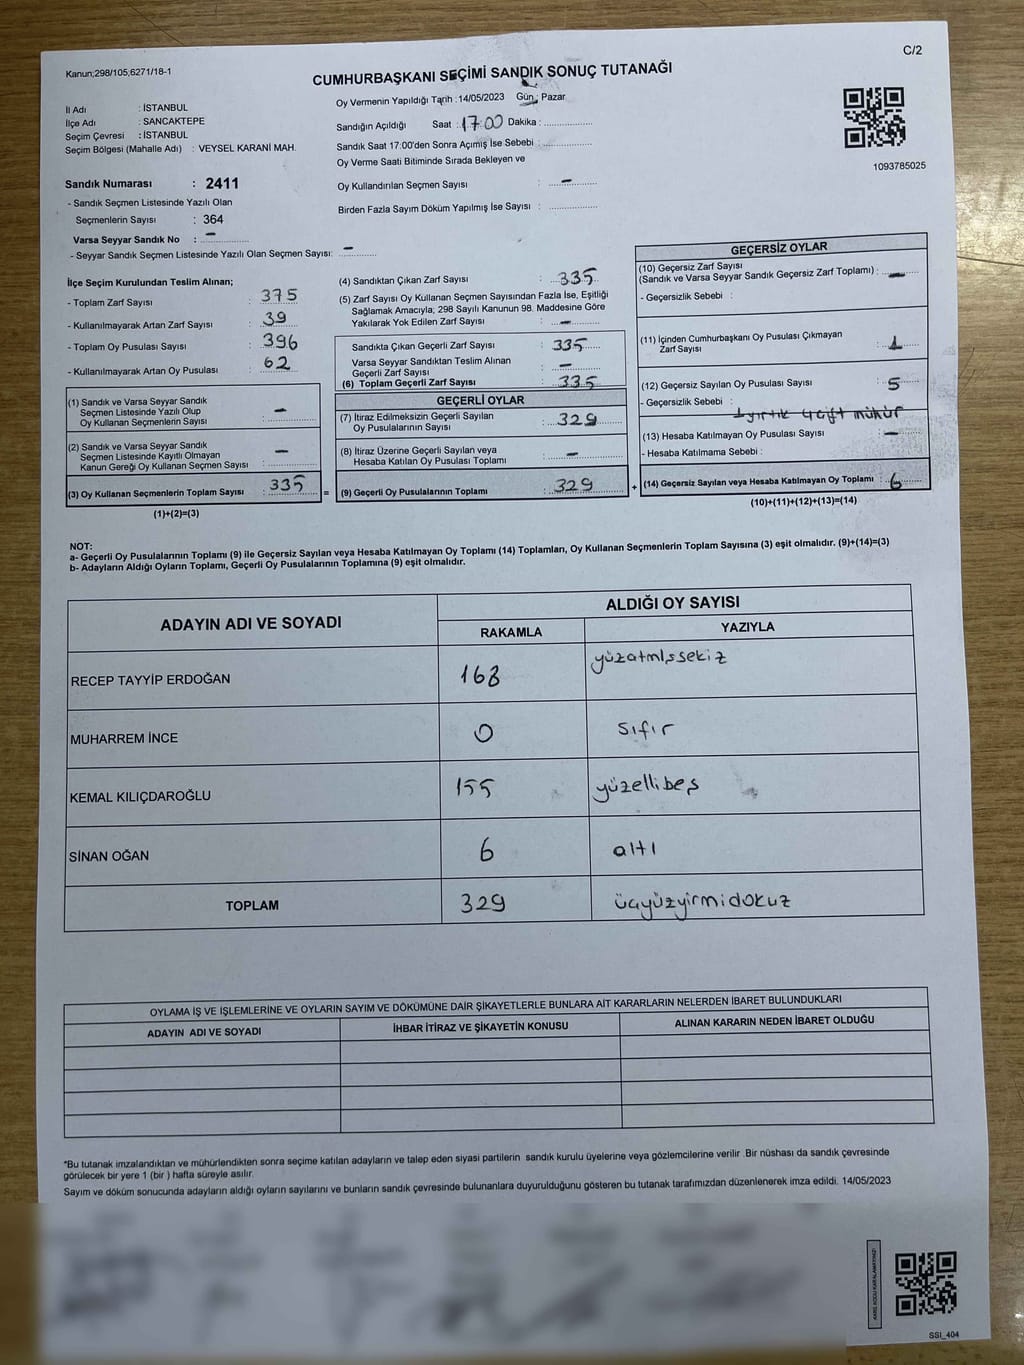 C/2
Kanun;298/105,6271/18-1
CUMHURBAŞKANI SEÇİMİ SANDIK SONUÇ TUTANAĞI
İl Adı : İSTANBUL
İlçe Adı : SANCAKTEPE
Seçim Çevresi : İSTANBUL
Seçim Bölgesi (Mahalle Adı) : VEYSEL KARANİ MAH.
Sandık Numarası : 2411
- Sandık Seçmen Listesinde Yazılı Olan
Seçmenlerin Sayısı : 364
Varsa Seyyar Sandık No : –
- Seyyar Sandık Seçmen Listesinde Yazılı Olan Seçmen Sayısı: –
Oy Vermenin Yapıldığı Tarih : 14/05/2023 Gün : Pazar
Sandığın Açıldığı Saat : 17:00 Dakika :
Sandık Saat 17:00'den Sonra Açımış İse Sebebi :
Oy Verme Saati Bitiminde Sırada Bekleyen ve
Oy Kullandırılan Seçmen Sayısı : –
Birden Fazla Sayım Döküm Yapılmış İse Sayısı :
1093785025
İlçe Seçim Kurulundan Teslim Alınan;
- Toplam Zarf Sayısı : 375
- Kullanılmayarak Artan Zarf Sayısı : 39
- Toplam Oy Pusulası Sayısı : 396
- Kullanılmayarak Artan Oy Pusulası : 62
(1) Sandık ve Varsa Seyyar Sandık
Seçmen Listesinde Yazılı Olup
Oy Kullanan Seçmenlerin Sayısı : –
(2) Sandık ve Varsa Seyyar Sandık
Seçmen Listesinde Kayıtlı Olmayan
Kanun Gereği Oy Kullanan Seçmen Sayısı : –
(3) Oy Kullanan Seçmenlerin Toplam Sayısı : 335
(1)+(2)=(3)
=
(4) Sandıktan Çıkan Zarf Sayısı : 335
(5) Zarf Sayısı Oy Kullanan Seçmen Sayısından Fazla İse, Eşitliği
Sağlamak Amacıyla; 298 Sayılı Kanunun 98. Maddesine Göre
Yakılarak Yok Edilen Zarf Sayısı : –
Sandıkta Çıkan Geçerli Zarf Sayısı : 335
Varsa Seyyar Sandıktan Teslim Alınan
Geçerli Zarf Sayısı : –
(6) Toplam Geçerli Zarf Sayısı : 335
GEÇERLİ OYLAR
(7) İtiraz Edilmeksizin Geçerli Sayılan
Oy Pusulalarının Sayısı : 329
(8) İtiraz Üzerine Geçerli Sayılan veya
Hesaba Katılan Oy Pusulası Toplamı : –
(9) Geçerli Oy Pusulalarının Toplamı : 329
+
GEÇERSİZ OYLAR
(10) Geçersiz Zarf Sayısı
(Sandık ve Varsa Seyyar Sandık Geçersiz Zarf Toplamı) : –
- Geçersizlik Sebebi :
(11) İçinden Cumhurbaşkanı Oy Pusulası Çıkmayan
Zarf Sayısı : 1
(12) Geçersiz Sayılan Oy Pusulası Sayısı : 5
- Geçersizlik Sebebi :
1 yırtık 4 çift mühür
(13) Hesaba Katılmayan Oy Pusulası Sayısı : –
- Hesaba Katılmama Sebebi :
(14) Geçersiz Sayılan veya Hesaba Katılmayan Oy Toplamı : 6
(10)+(11)+(12)+(13)=(14)
NOT:
a- Geçerli Oy Pusulalarının Toplamı (9) ile Geçersiz Sayılan veya Hesaba Katılmayan Oy Toplamı (14) Toplamları, Oy Kullanan Seçmenlerin Toplam Sayısına (3) eşit olmalıdır. (9)+(14)=(3)
b- Adayların Aldığı Oyların Toplamı, Geçerli Oy Pusulalarının Toplamına (9) eşit olmalıdır.
ADAYIN ADI VE SOYADI
ALDIĞI OY SAYISI
RAKAMLA YAZIYLA
RECEP TAYYİP ERDOĞAN 168 yüzatmışsekiz
MUHARREM İNCE 0 sıfır
KEMAL KILIÇDAROĞLU 155 yüzellibeş
SİNAN OĞAN 6 altı
TOPLAM 329 üçyüzyirmidokuz
OYLAMA İŞ VE İŞLEMLERİNE VE OYLARIN SAYIM VE DÖKÜMÜNE DAİR ŞİKAYETLERLE BUNLARA AİT KARARLARIN NELERDEN İBARET BULUNDUKLARI
ADAYIN ADI VE SOYADI İHBAR İTİRAZ VE ŞİKAYETİN KONUSU ALINAN KARARIN NEDEN İBARET OLDUĞU
*Bu tutanak imzalandıktan ve mühürlendikten sonra seçime katılan adayların ve talep eden siyasi partilerin sandık kurulu üyelerine veya gözlemcilerine verilir .Bir nüshası da sandık çevresinde
görülecek bir yere 1 (bir ) hafta süreyle asılır.
Sayım ve döküm sonucunda adayların aldığı oyların sayılarını ve bunların sandık çevresinde bulunanlara duyurulduğunu gösteren bu tutanak tarafımızdan düzenlenerek imza edildi. 14/05/2023
KARE KODU KARALAMAYINIZ!
SSI_404